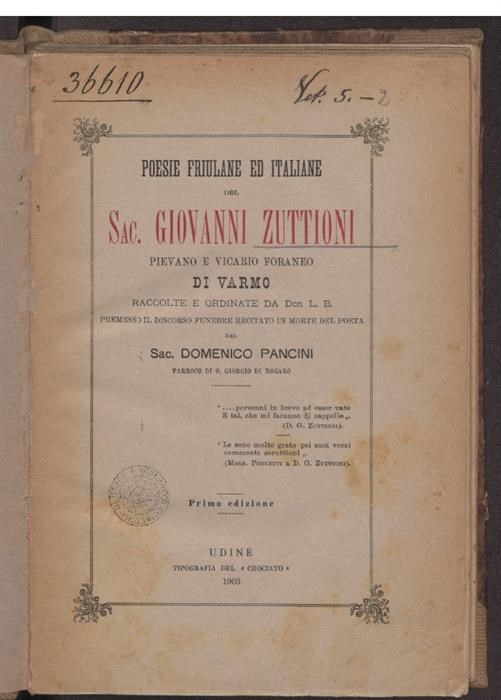 36610
POESIE FRIULANE ED ITALIANE
DEL
SAC. GIOVANNI ZUTTIONI
PIEVANO E VICARIO FORANEO
DI VARMO
RACCOLTE E ORDINATE DA Don L. B.
PREMESSO IL DISCORSO FUNEBRE RECITATO IN MORTE DEL POETA
DAL
Sac. DOMENICO PANCINI
PARROCO DI S. GIORGIO DI NOGARO
" ....pervenni in breve ad esser vate
E tal, che mi faranno di cappello „.
(D. G. ZUTTIONI).
" Le sono molto grato pei suoi versi
veramente zoruttiani „
(Mons. PUGNETTI a D. G. ZUTTIONI).
Prima edizione
UDINE
TIPOGRAFIA DEL « CROCIATO »
1903